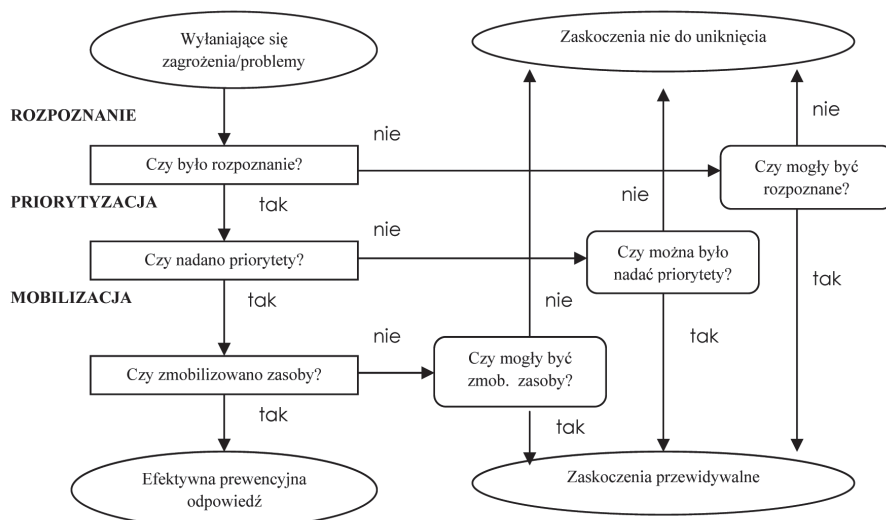 Wyłaniające się
zagrożenia/problemy
Zaskoczenia nie do uniknięcia
ROZPOZNANIE
nie
nie
Czy było rozpoznanie?
Czy mogły być
rozpoznane?
PRIORYTYZACJA
tak
nie
nie
Czy nadano priorytety?
Czy można było
nadać priorytety?
tak
MOBILIZACJA
tak
nie
nie
tak
Czy zmobilizowano zasoby?
Czy mogły być
zmob. zasoby?
tak
tak
Efektywna prewencyjna
odpowiedź
Zaskoczenia przewidywalne